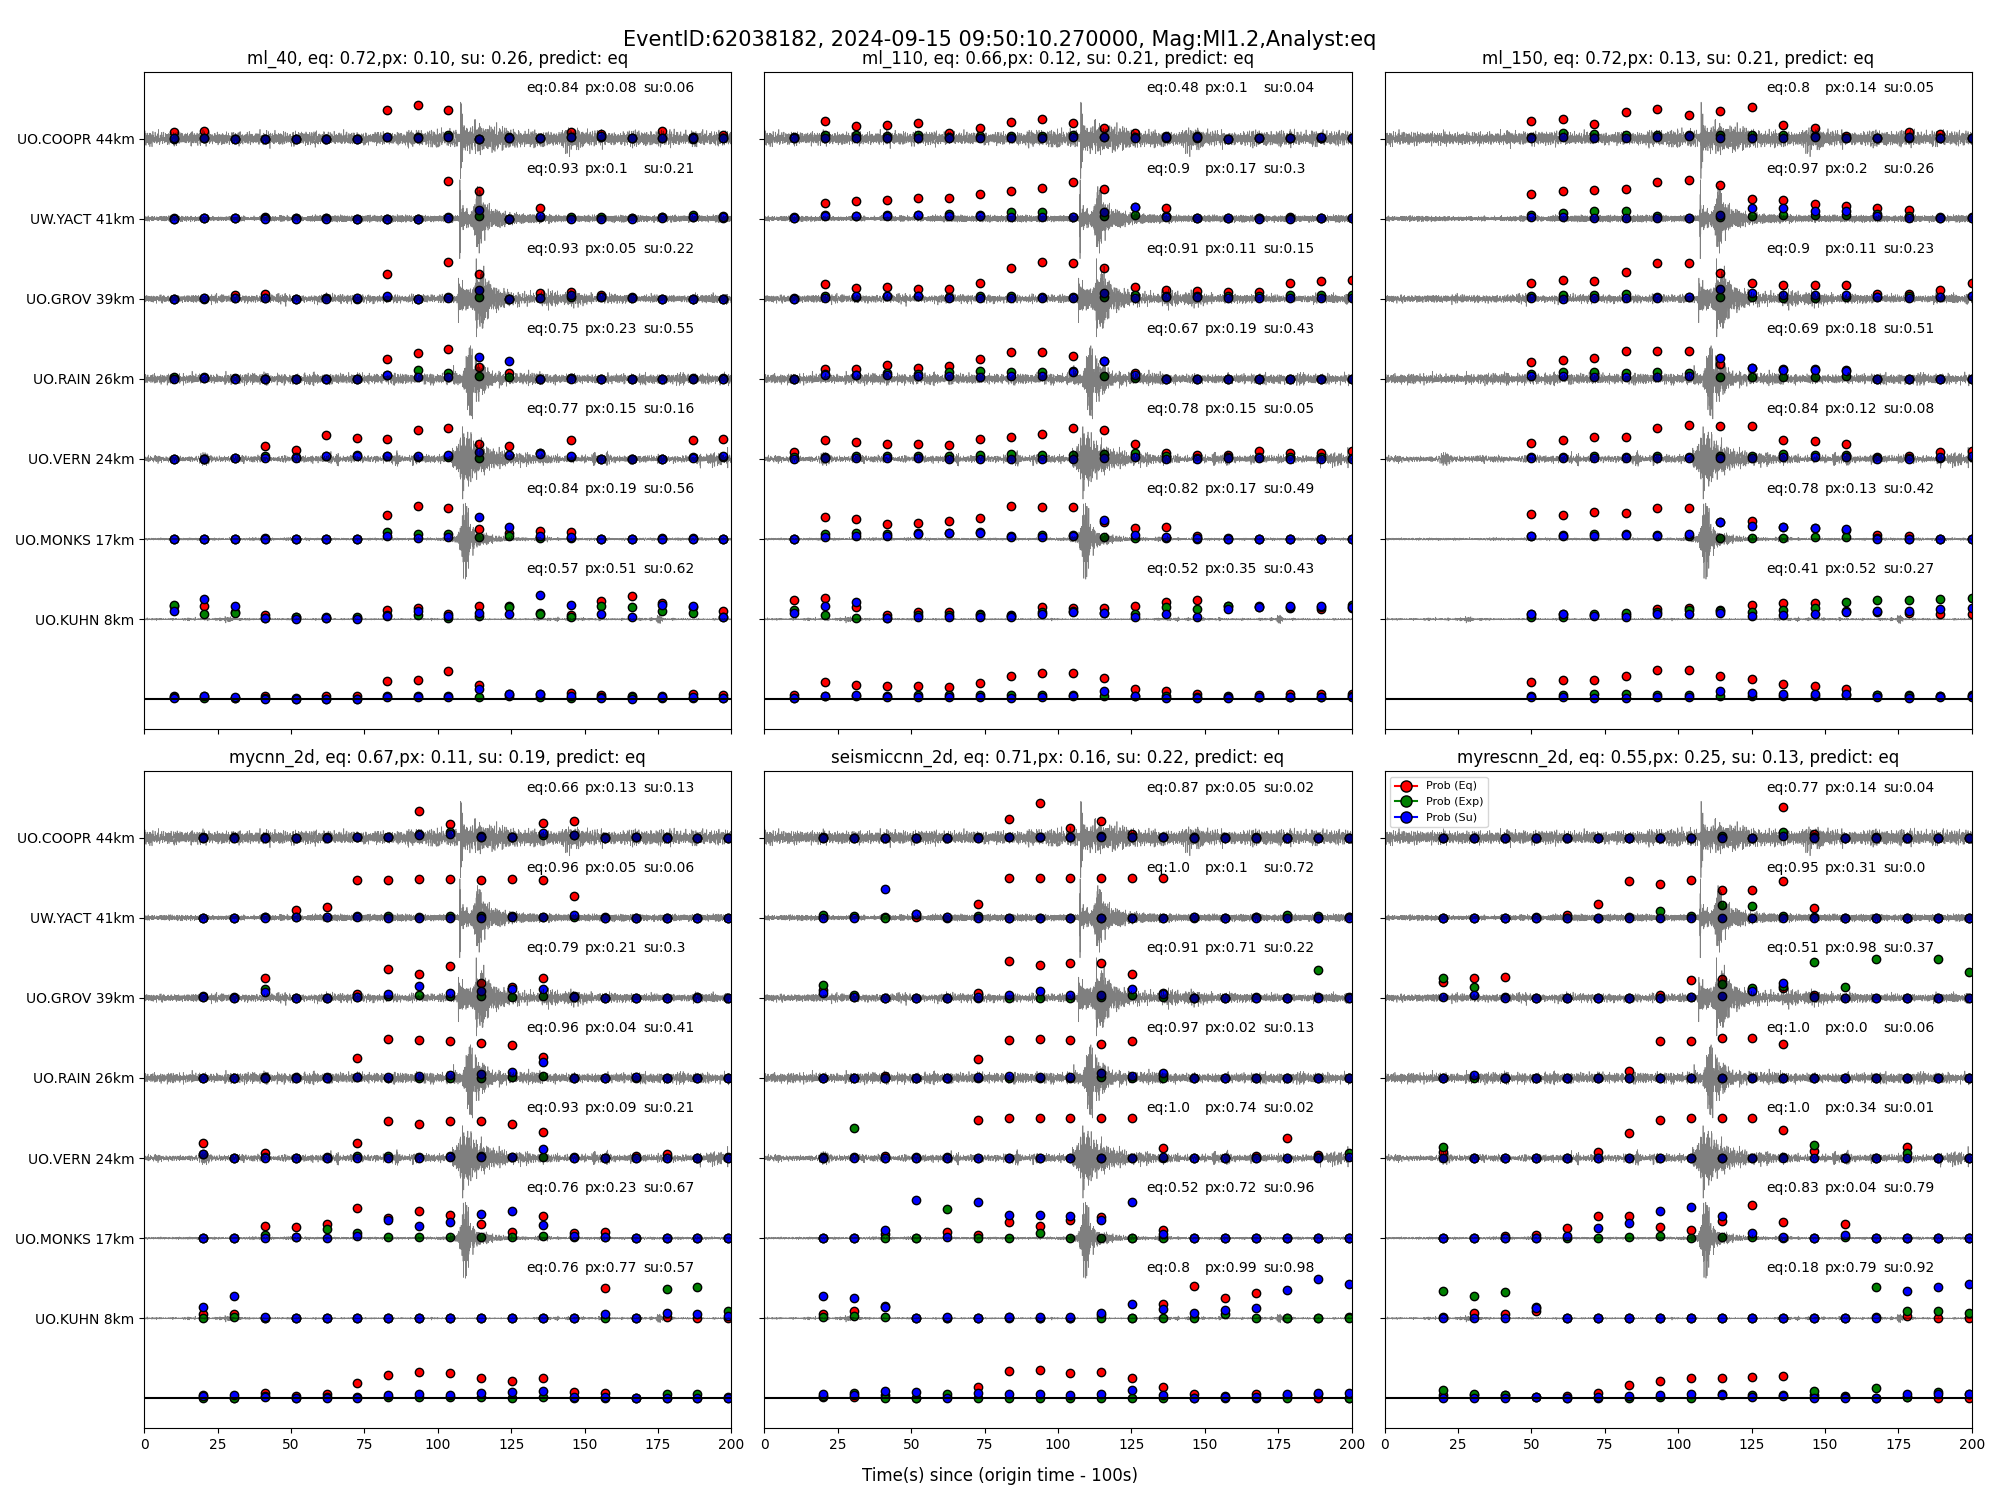 EventID:62038182, 2024-09-15 09:50:10.270000, Mag:Ml1.2,Analyst:eq
ml_40, eq: 0.72,px: 0.10, su: 0.26, predict: eq
eq:0.84 px:0.08 su:0.06
UO.COOPR 44km
eq:0.93 px:0.1 su:0.21
UW.YACT 41km
eq:0.93 px:0.05 su:0.22
UO.GROV 39km
eq:0.75 px:0.23 su:0.55
UO.RAIN 26km
eq:0.77 px:0.15 su:0.16
UO.VERN 24km
eq:0.84 px:0.19 su:0.56
UO.MONKS 17km
eq:0.57 px:0.51 su:0.62
UO.KUHN 8km
ml_110, eq: 0.66,px: 0.12, su: 0.21, predict: eq
eq:0.48 px:0.1 su:0.04
eq:0.9 px:0.17 su:0.3
eq:0.91 px:0.11 su:0.15
eq:0.67 px:0.19 su:0.43
eq:0.78 px:0.15 su:0.05
eq:0.82 px:0.17 su:0.49
eq:0.52 px:0.35 su:0.43
ml_150, eq: 0.72,px: 0.13, su: 0.21, predict: eq
eq:0.8 px:0.14 su:0.05
eq:0.97 px:0.2 su:0.26
eq:0.9 px:0.11 su:0.23
eq:0.69 px:0.18 su:0.51
eq:0.84 px:0.12 su:0.08
eq:0.78 px:0.13 su:0.42
eq:0.41 px:0.52 su:0.27
mycnn_2d, eq: 0.67,px: 0.11, su: 0.19, predict: eq
eq:0.66 px:0.13 su:0.13
UO.COOPR 44km
eq:0.96 px:0.05 su:0.06
UW.YACT 41km
eq:0.79 px:0.21 su:0.3
UO.GROV 39km
eq:0.96 px:0.04 su:0.41
UO.RAIN 26km
eq:0.93 px:0.09 su:0.21
UO.VERN 24km
eq:0.76 px:0.23 su:0.67
UO.MONKS 17km
eq:0.76 px:0.77 su:0.57
UO.KUHN 8km
0 25 50 75 100 125 150 175 200
seismiccnn_2d, eq: 0.71,px: 0.16, su: 0.22, predict: eq
eq:0.87 px:0.05 su:0.02
eq:1.0 px:0.1 su:0.72
eq:0.91 px:0.71 su:0.22
eq:0.97 px:0.02 su:0.13
eq:1.0 px:0.74 su:0.02
eq:0.52 px:0.72 su:0.96
eq:0.8 px:0.99 su:0.98
0 25 50 75 100 125 150 175 200
myrescnn_2d, eq: 0.55,px: 0.25, su: 0.13, predict: eq
Prob (Eq)
Prob (Exp)
Prob (Su)
eq:0.77 px:0.14 su:0.04
eq:0.95 px:0.31 su:0.0
eq:0.51 px:0.98 su:0.37
eq:1.0 px:0.0 su:0.06
eq:1.0 px:0.34 su:0.01
eq:0.83 px:0.04 su:0.79
eq:0.18 px:0.79 su:0.92
0 25 50 75 100 125 150 175 200
Time(s) since (origin time - 100s)